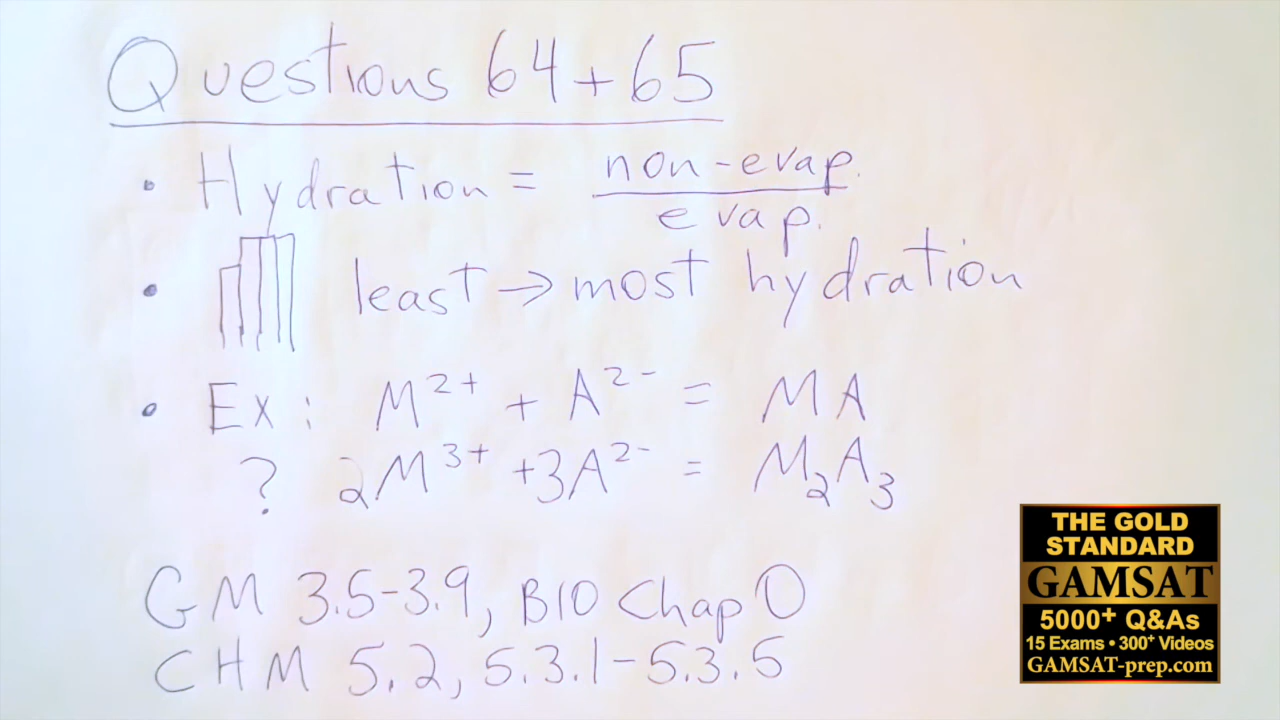 Questions 64+65
• Hydration = non-evap. / evap.
• least → most hydration
• Ex: M²⁺ + A²⁻ = MA
? 2M³⁺ + 3A²⁻ = M₂A₃
GM 3.5-3.9, BIO Chap 0
CHM 5.2, 5.3.1-5.3.5
THE GOLD
STANDARD
GAMSAT
5000⁺ Q&As
15 Exams • 300⁺ Videos
GAMSAT-prep.com